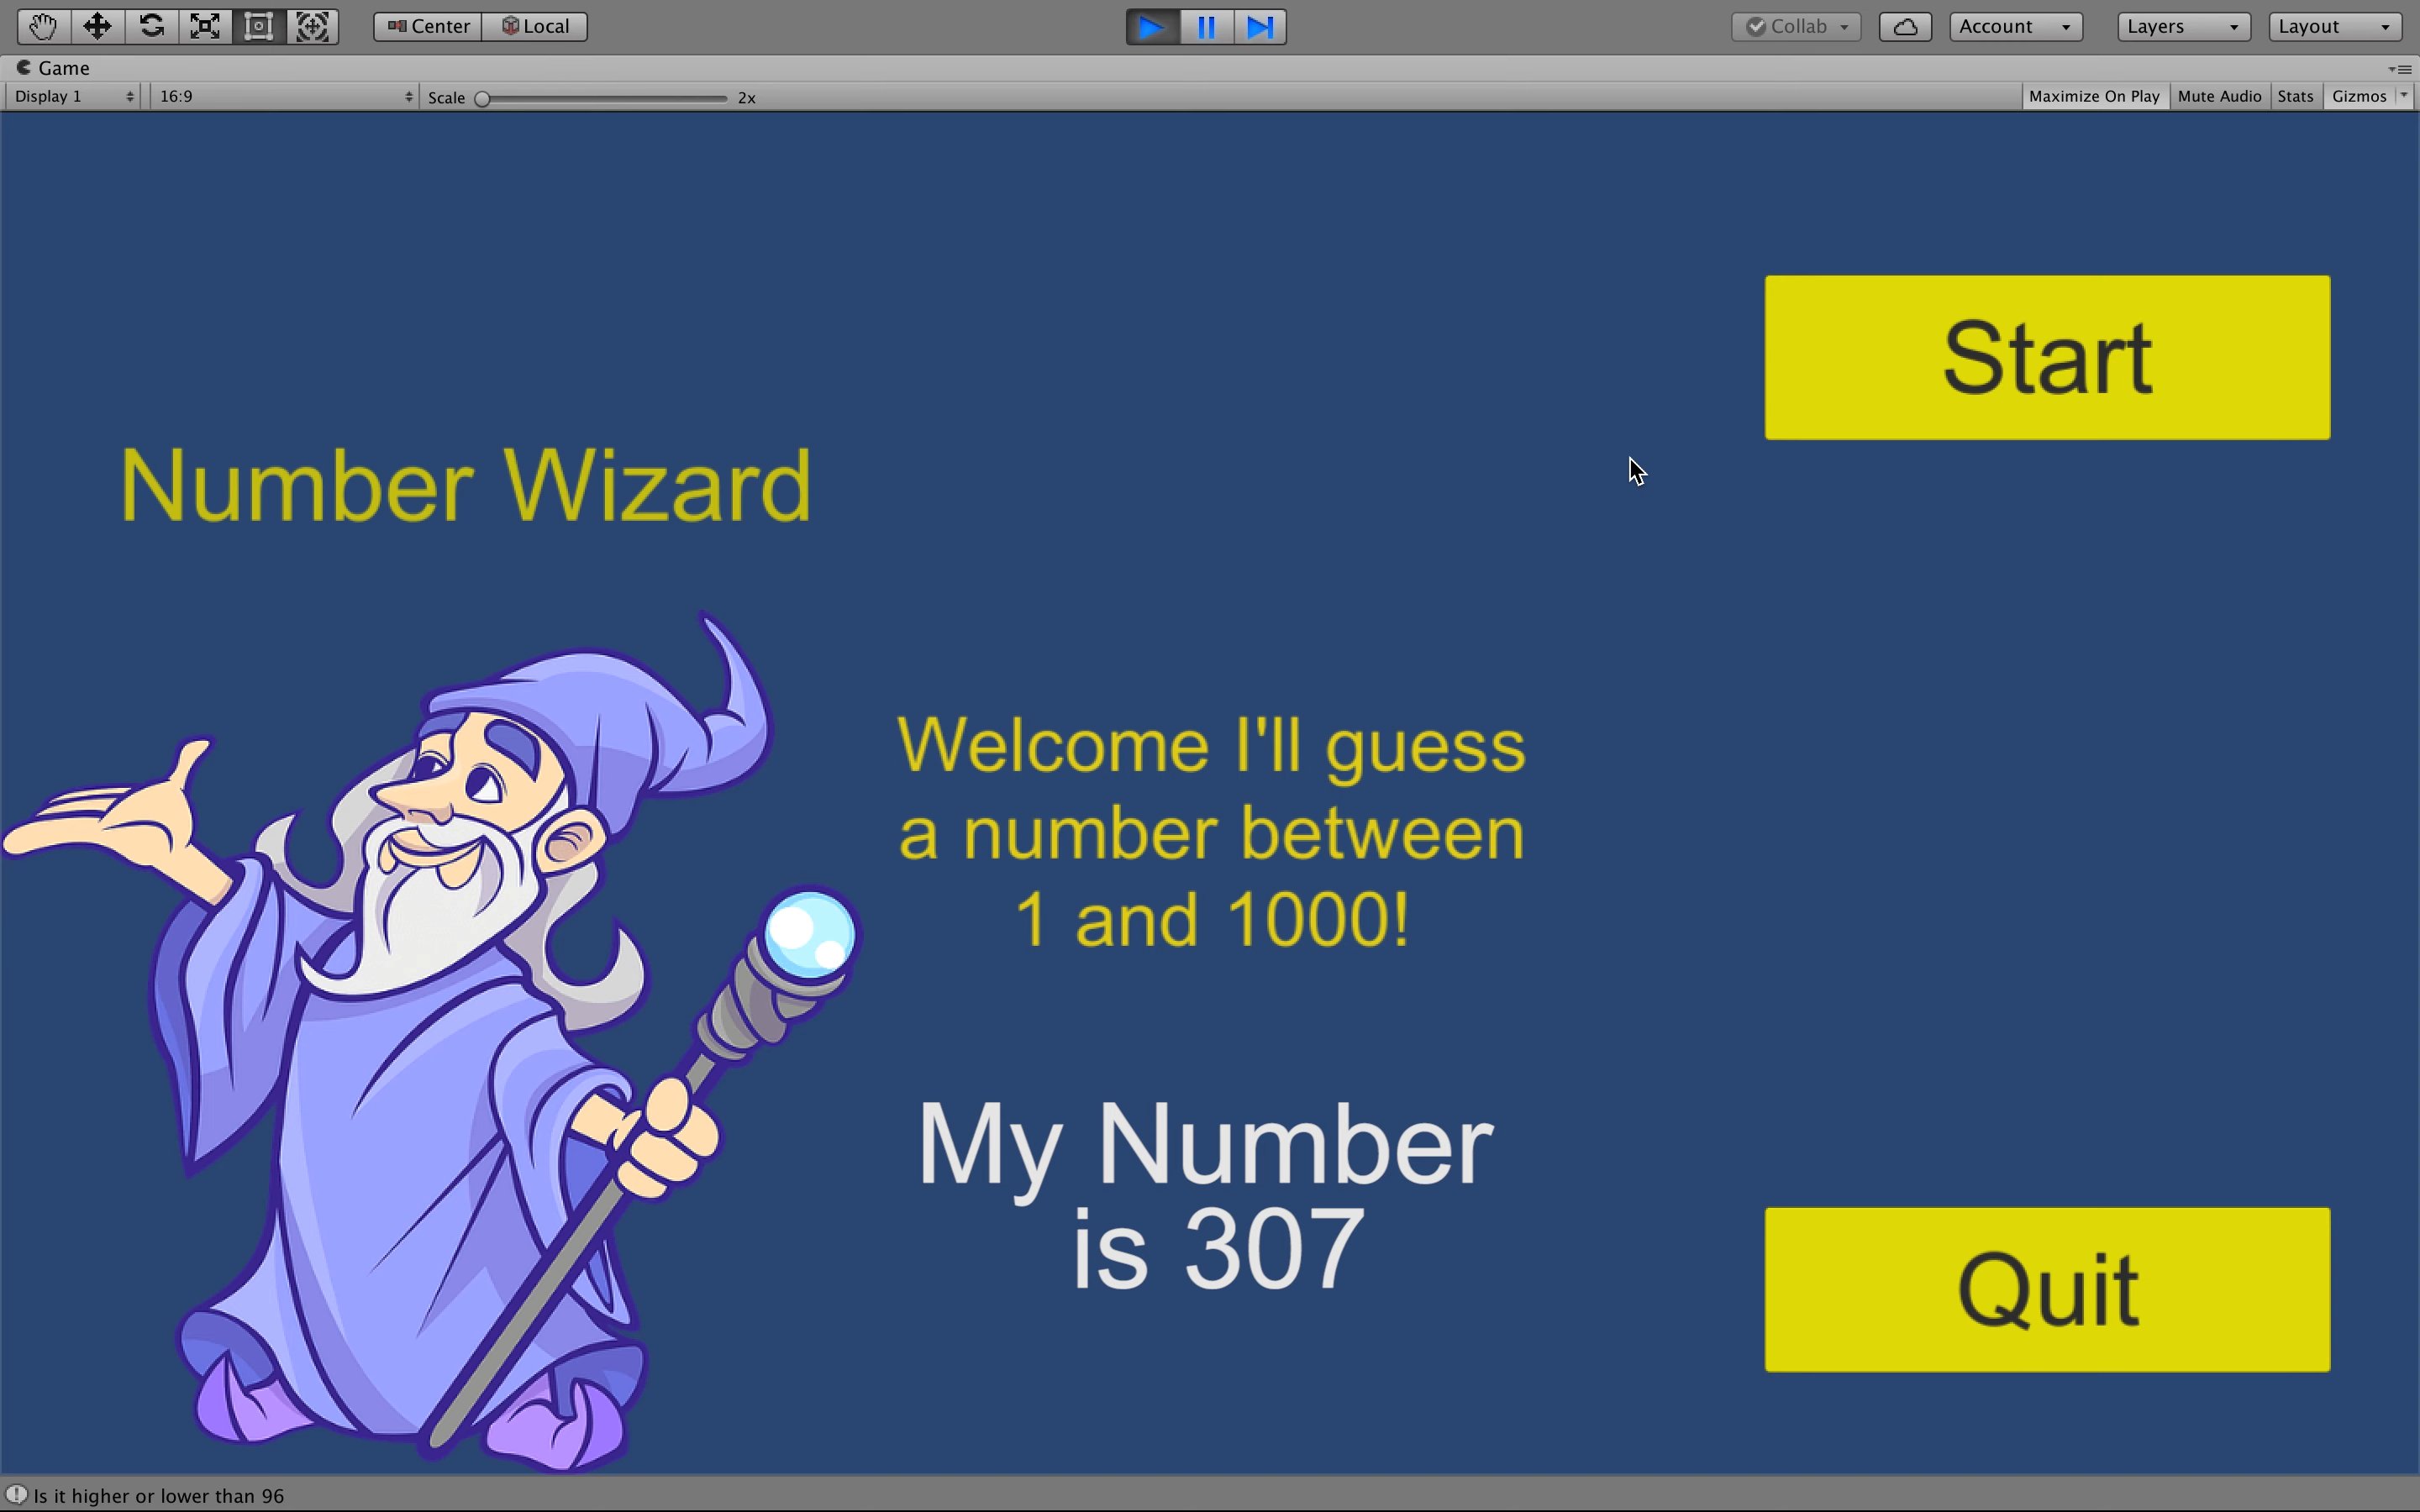 Center Local Collab Account Layers Layout
Game
Display 1 16:9 Scale 2x Maximize On Play Mute Audio Stats Gizmos
Start
Number Wizard
Welcome I'll guess
a number between
1 and 1000!
My Number
is 307
Quit
Is it higher or lower than 96